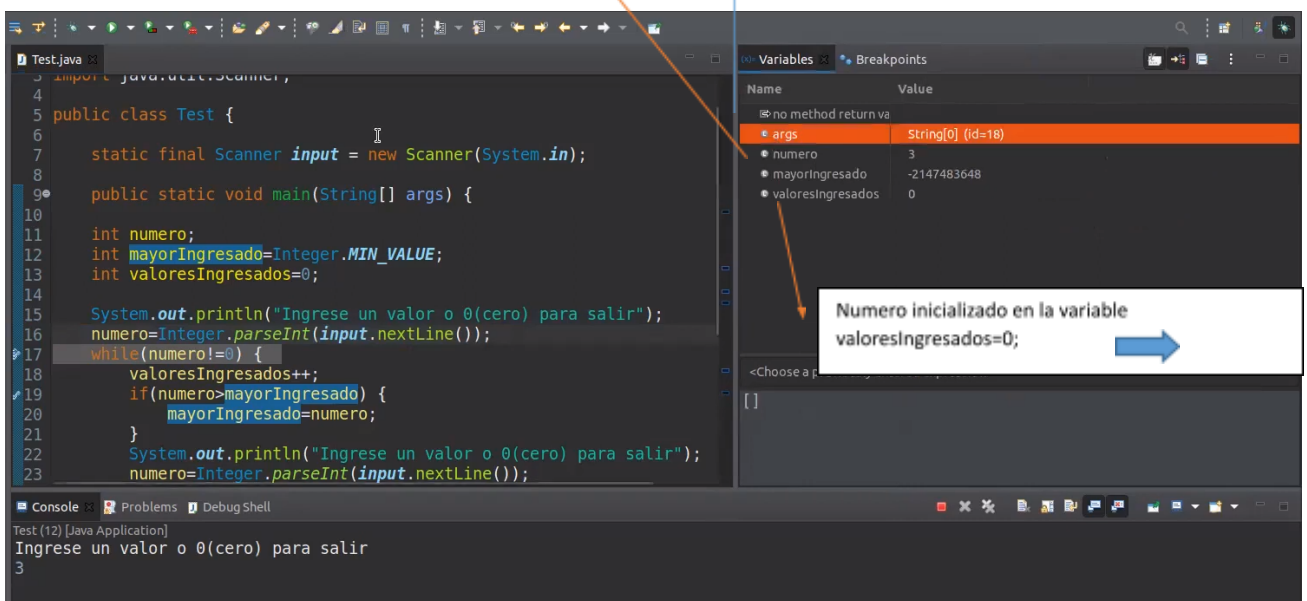 Test.java
3 import java.util.Scanner;
4
5 public class Test {
6
7 static final Scanner input = new Scanner(System.in);
8
9 public static void main(String[] args) {
10
11 int numero;
12 int mayorIngresado=Integer.MIN_VALUE;
13 int valoresIngresados=0;
14
15 System.out.println("Ingrese un valor o 0(cero) para salir");
16 numero=Integer.parseInt(input.nextLine());
17 while(numero!=0) {
18 valoresIngresados++;
19 if(numero>mayorIngresado) {
20 mayorIngresado=numero;
21 }
22 System.out.println("Ingrese un valor o 0(cero) para salir");
23 numero=Integer.parseInt(input.nextLine());
Variables Breakpoints
Name Value
no method return va
args String[0] (id=18)
numero 3
mayorIngresado -2147483648
valoresIngresados 0
Numero inicializado en la variable
valoresIngresados=0;
<Choose a
[]
Console Problems Debug Shell
Test (12) [Java Application]
Ingrese un valor o 0(cero) para salir
3